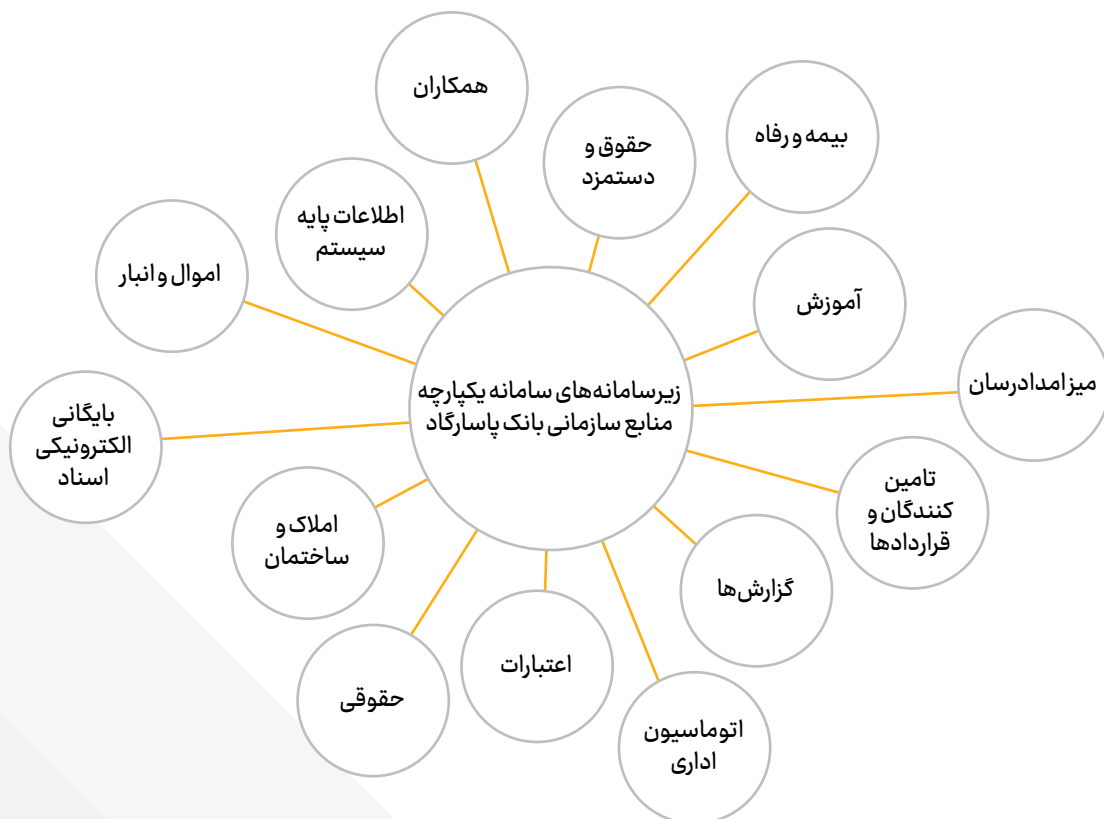 همکاران
بیمه و رفاه
حقوق و
دستمزد
اطلاعات پایه
سیستم
اموال و انبار
آموزش
میز امدادرسان
زیرسامانه‌های سامانه یکپارچه
منابع سازمانی بانک پاسارگاد
بایگانی
الکترونیکی
اسناد
تامین
کنندگان و
قراردادها
املاک و
ساختمان
گزارش‌ها
اعتبارات
حقوقی
اتوماسیون
اداری